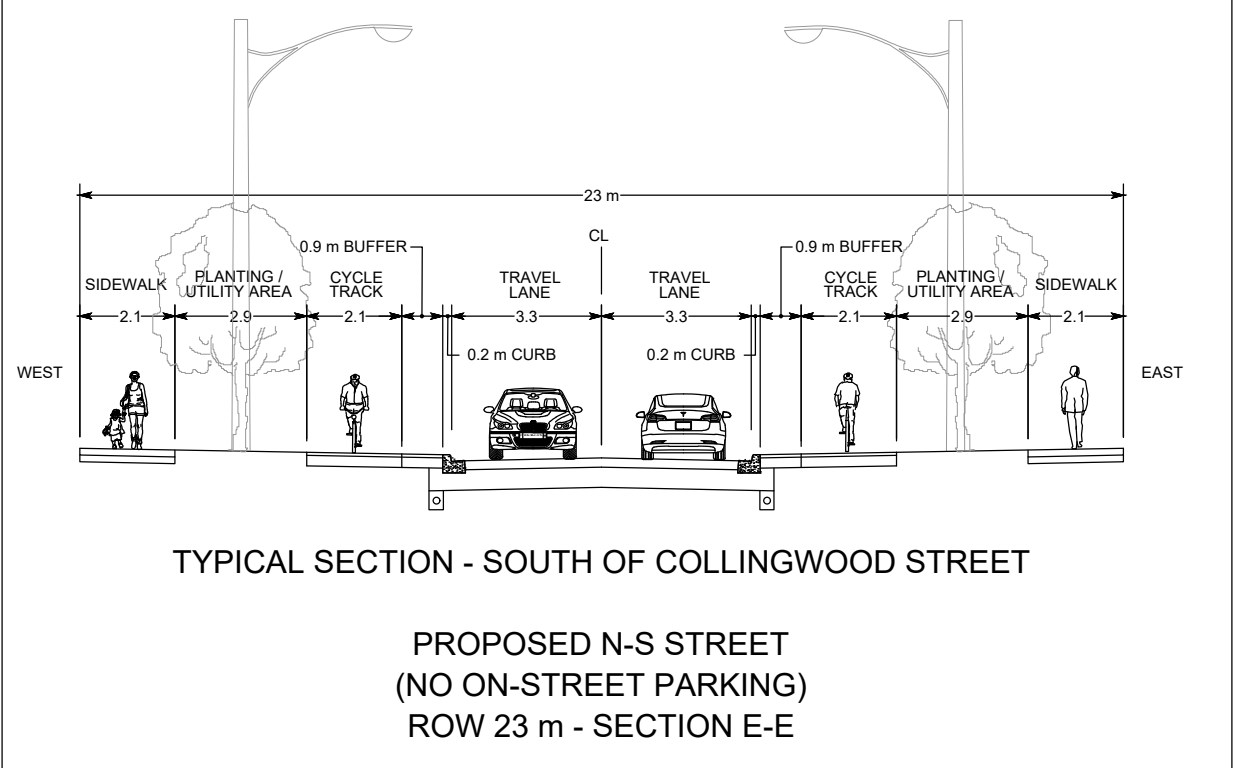 23 m
CL
0.9 m BUFFER
0.9 m BUFFER
SIDEWALK
PLANTING /
UTILITY AREA
CYCLE
TRACK
TRAVEL
LANE
TRAVEL
LANE
CYCLE
TRACK
PLANTING /
UTILITY AREA
SIDEWALK
2.1
2.9
2.1
3.3
3.3
2.1
2.9
2.1
0.2 m CURB
0.2 m CURB
WEST
EAST
TYPICAL SECTION - SOUTH OF COLLINGWOOD STREET
PROPOSED N-S STREET
(NO ON-STREET PARKING)
ROW 23 m - SECTION E-E